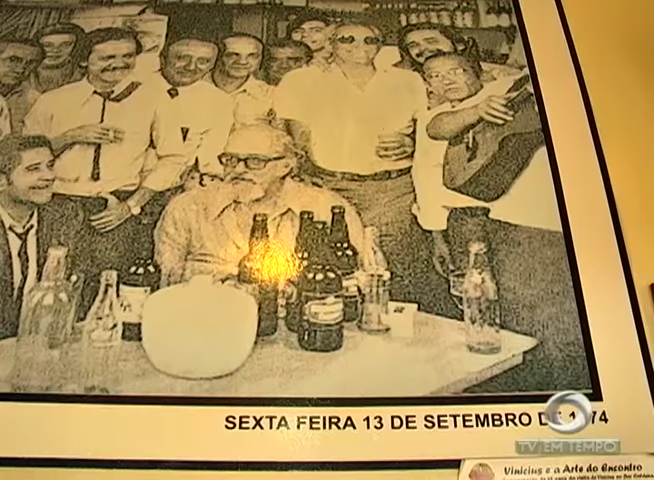 SEXTA FEIRA 13 DE SETEMBRO DE 1974
TV EM TEMPO
Vinicius e a Arte do Encontro